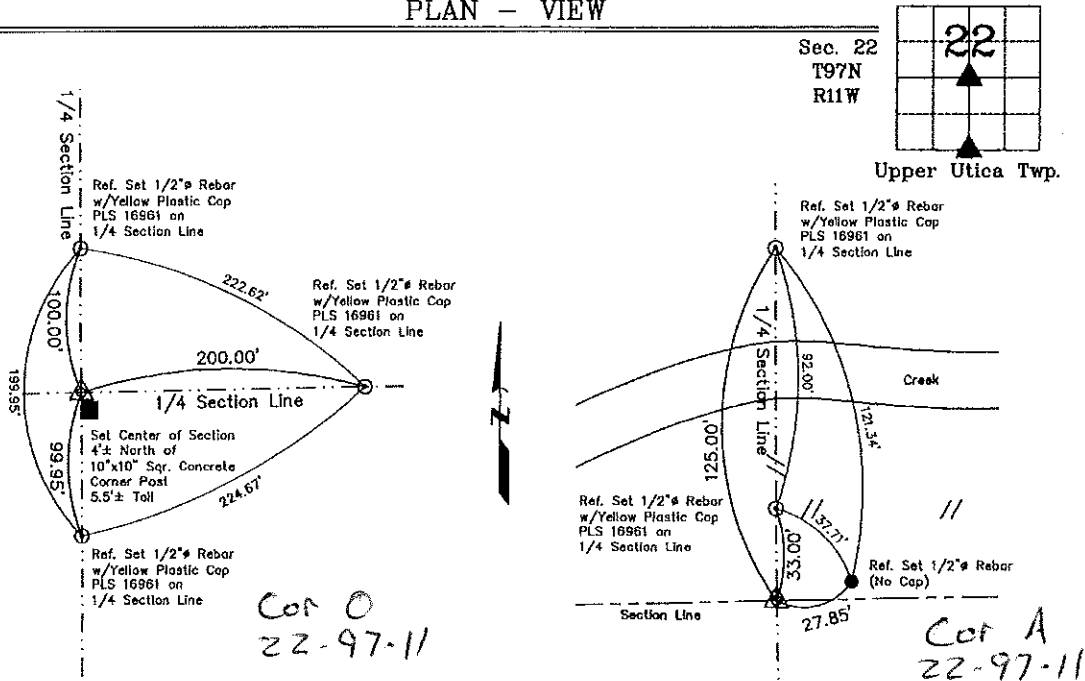 PLAN - VIEW
Sec. 22
T97N
R11W
22
Upper Utica Twp.
1/4 Section Line
Ref. Set 1/2"ø Rebar
w/Yellow Plastic Cap
PLS 16961 on
1/4 Section Line
222.62'
Ref. Set 1/2"ø Rebar
w/Yellow Plastic Cap
PLS 16961 on
1/4 Section Line
100.00'
200.00'
199.95'
1/4 Section Line
Set Center of Section
4'± North of
10"x10" Sqr. Concrete
Corner Post
5.5'± Tall
99.95'
224.67'
Ref. Set 1/2"ø Rebar
w/Yellow Plastic Cap
PLS 16961 on
1/4 Section Line
Cor O
22-97-11
N
Ref. Set 1/2"ø Rebar
w/Yellow Plastic Cap
PLS 16961 on
1/4 Section Line
1/4 Section Line
92.00'
Creek
121.34'
125.00'
Ref. Set 1/2"ø Rebar
w/Yellow Plastic Cap
PLS 16961 on
1/4 Section Line
37.71'
33.00'
Ref. Set 1/2"ø Rebar
(No Cap)
Section Line
27.85'
Cor A
22-97-11